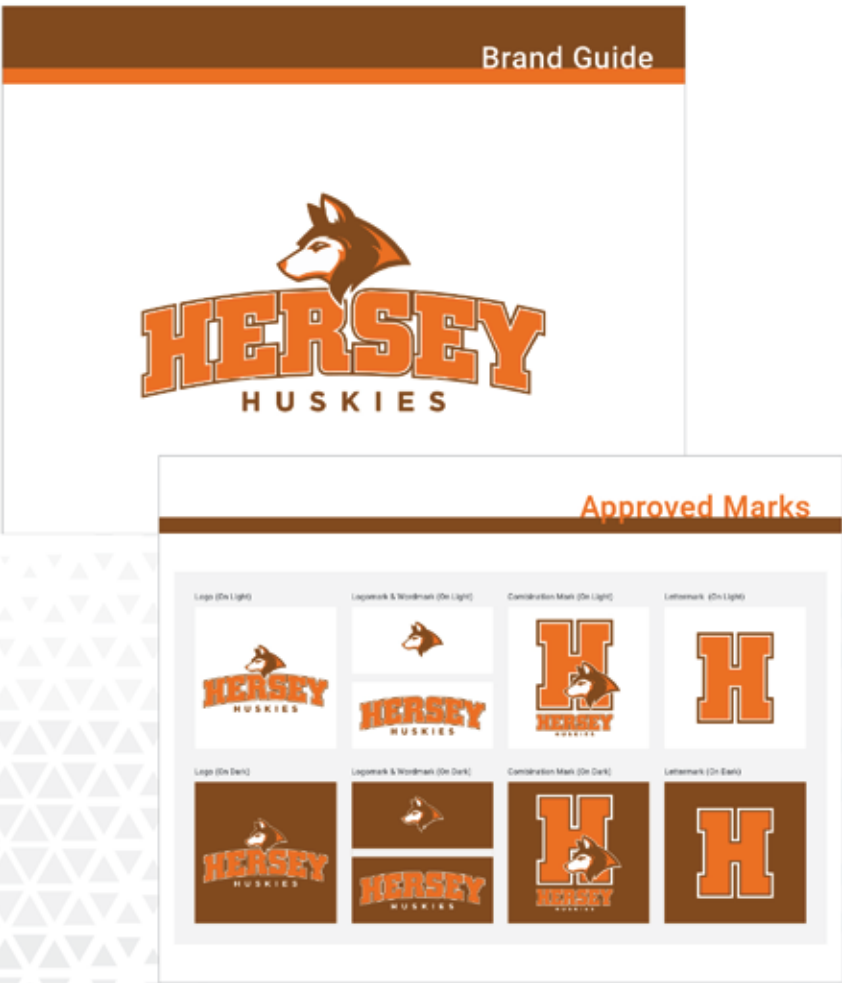 Brand Guide
HERSEY
HUSKIES
Approved Marks
Logo (On Light)
Logomark & Wordmark (On Light)
Combination Mark (On Light)
Lettermark (On Light)
HERSEY
HUSKIES
HERSEY
HUSKIES
H
HERSEY
HUSKIES
H
Logo (On Dark)
Logomark & Wordmark (On Dark)
Combination Mark (On Dark)
Lettermark (On Dark)
HERSEY
HUSKIES
HERSEY
HUSKIES
H
HERSEY
HUSKIES
H